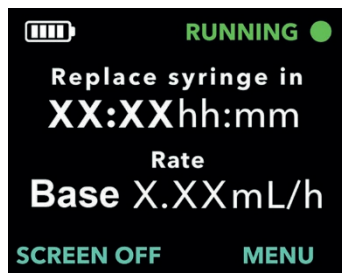 RUNNING
Replace syringe in
XX:XXhh:mm
Rate
Base X.XXmL/h
SCREEN OFF MENU